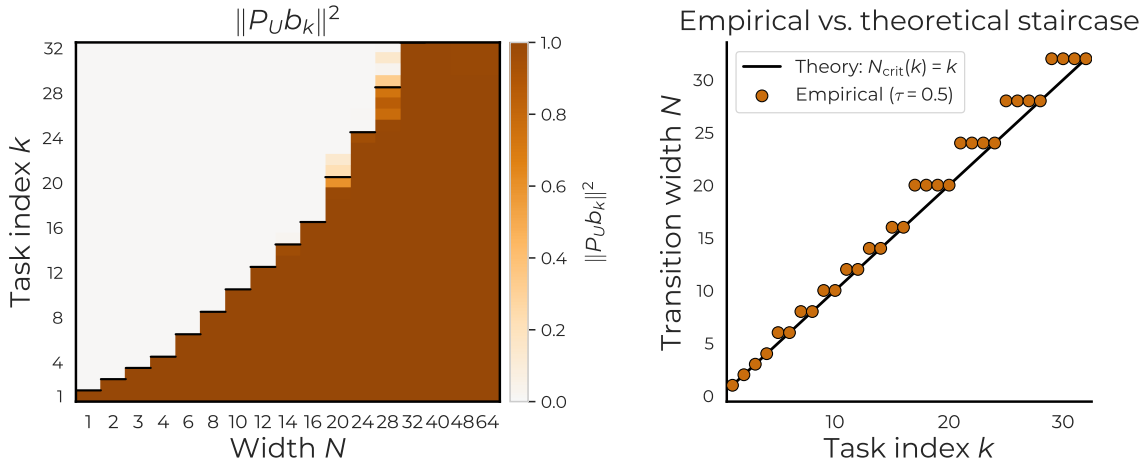 ‖P_U b_k‖²
Task index k
32
28
24
20
16
12
8
4
1
1 2 3 4 6 8 10 12 14 16 20 24 28 32 40 48 64
Width N
1.0
0.8
0.6
0.4
0.2
0.0
‖P_U b_k‖²
Empirical vs. theoretical staircase
Theory: N_crit(k) = k
Empirical (τ = 0.5)
Transition width N
30
25
20
15
10
5
0
10 20 30
Task index k